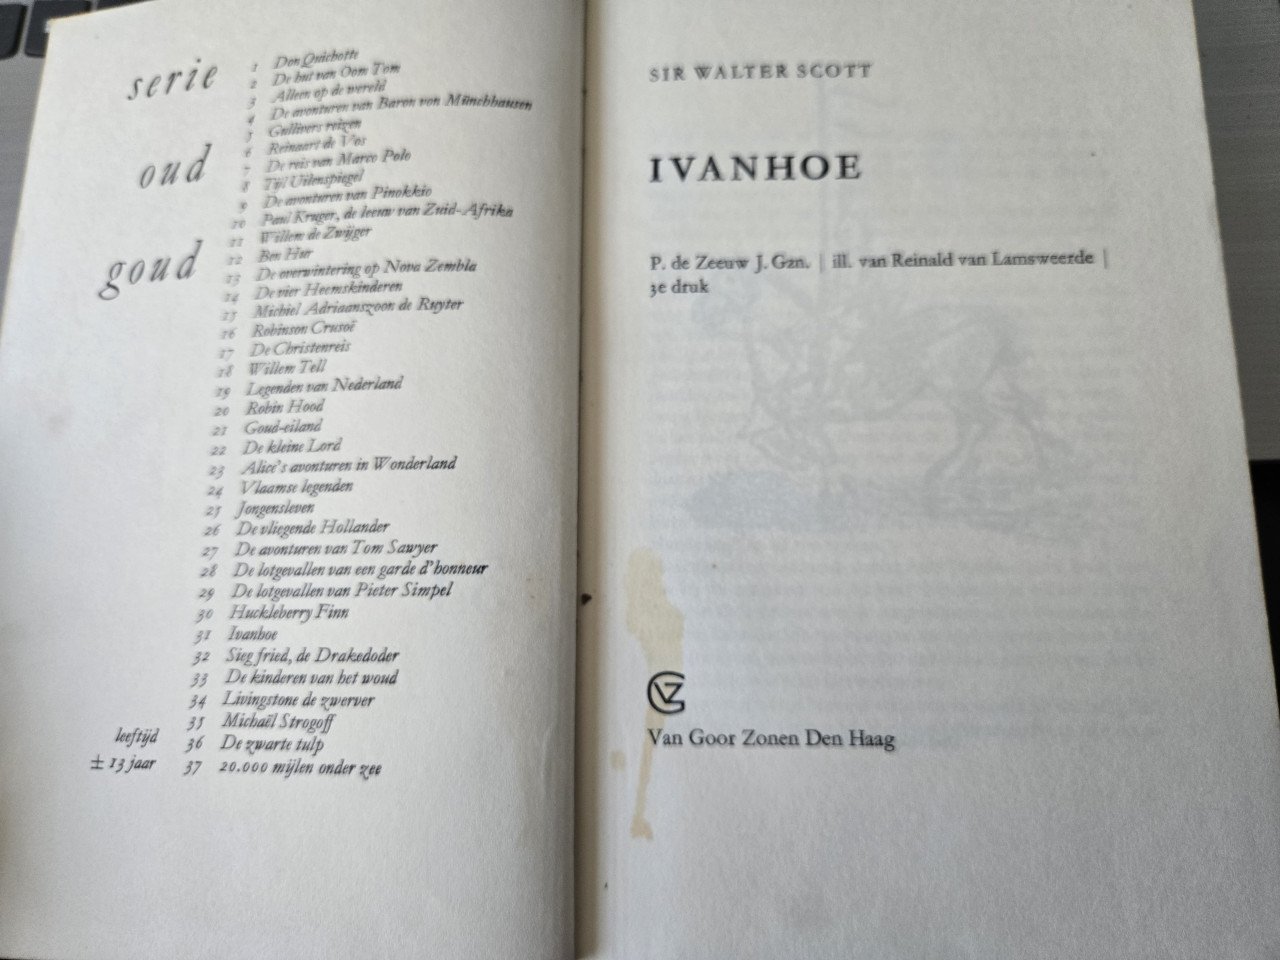 serie
oud
goud
1 Don Quichotte
2 De hut van Oom Tom
3 Alleen op de wereld
4 De avonturen van Baron von Münchhausen
5 Gullivers reizen
6 Reinaart de Vos
7 De reis van Marco Polo
8 Tijl Uilenspiegel
9 De avonturen van Pinokkio
10 Paul Kruger, de leeuw van Zuid-Afrika
11 Willem de Zwijger
12 Ben Hur
13 De overwintering op Nova Zembla
14 De vier Heemskinderen
15 Michiel Adriaanszoon de Ruyter
16 Robinson Crusoë
17 De Christenreis
18 Willem Tell
19 Legenden van Nederland
20 Robin Hood
21 Goud-eiland
22 De kleine Lord
23 Alice's avonturen in Wonderland
24 Vlaamse legenden
25 Jongensleven
26 De vliegende Hollander
27 De avonturen van Tom Sawyer
28 De lotgevallen van een garde d'honneur
29 De lotgevallen van Pieter Simpel
30 Huckleberry Finn
31 Ivanhoe
32 Siegfried, de Drakedoder
33 De kinderen van het woud
34 Livingstone de zwerver
35 Michaël Strogoff
36 De zwarte tulp
37 20.000 mijlen onder zee
leeftijd
± 13 jaar
SIR WALTER SCOTT
IVANHOE
P. de Zeeuw J. Gzn. | ill. van Reinald van Lamsweerde |
3e druk
VGZ
Van Goor Zonen Den Haag